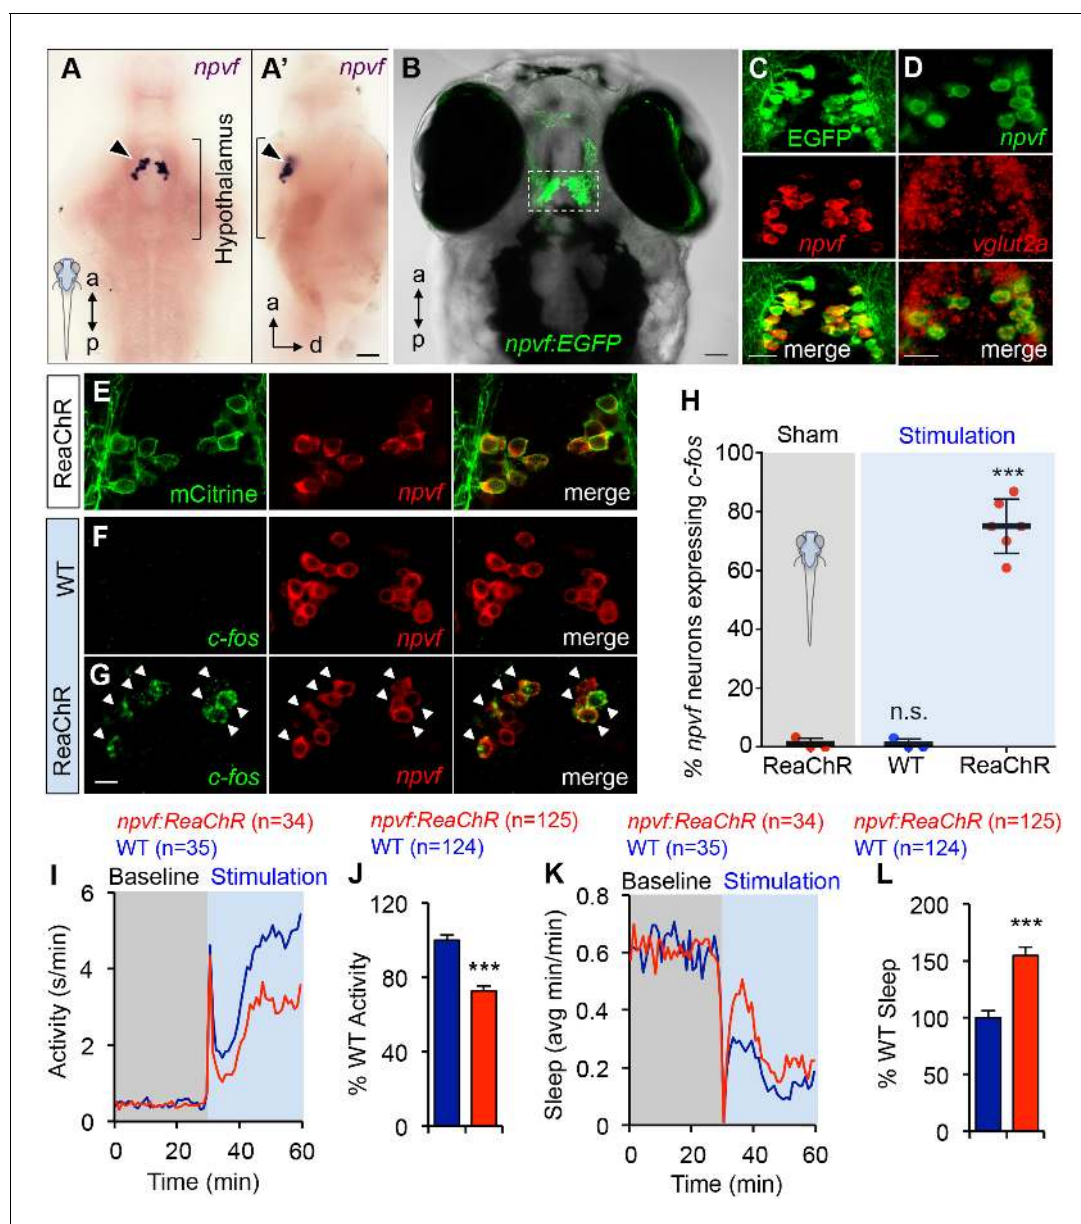 A npvf
A' npvf
Hypothalamus
a
p
a
d
B
a
p
npvf:EGFP
C
EGFP
npvf
merge
D
npvf
vglut2a
merge
ReaChR
E
mCitrine
npvf
merge
WT
F
c-fos
npvf
merge
ReaChR
G
c-fos
npvf
merge
H
Sham
Stimulation
% npvf neurons expressing c-fos
100
80
60
40
20
0
n.s.
***
ReaChR
WT
ReaChR
npvf:ReaChR (n=34)
WT (n=35)
I
Baseline
Stimulation
Activity (s/min)
6
4
2
0
0 20 40 60
Time (min)
npvf:ReaChR (n=125)
WT (n=124)
J
% WT Activity
120
80
40
0
***
npvf:ReaChR (n=34)
WT (n=35)
K
Baseline
Stimulation
Sleep (avg min/min)
0.8
0.6
0.4
0.2
0
0 20 40 60
Time (min)
npvf:ReaChR (n=125)
WT (n=124)
L
% WT Sleep
200
150
100
50
0
***